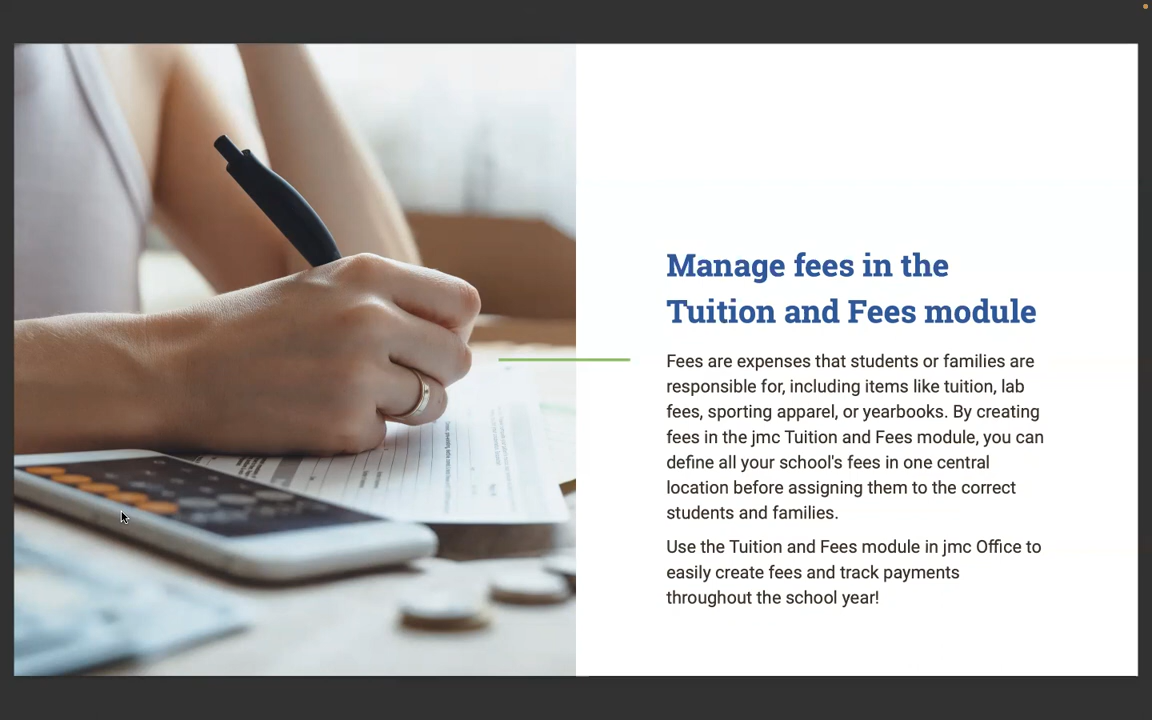 Manage fees in the
Tuition and Fees module
Fees are expenses that students or families are
responsible for, including items like tuition, lab
fees, sporting apparel, or yearbooks. By creating
fees in the jmc Tuition and Fees module, you can
define all your school's fees in one central
location before assigning them to the correct
students and families.
Use the Tuition and Fees module in jmc Office to
easily create fees and track payments
throughout the school year!